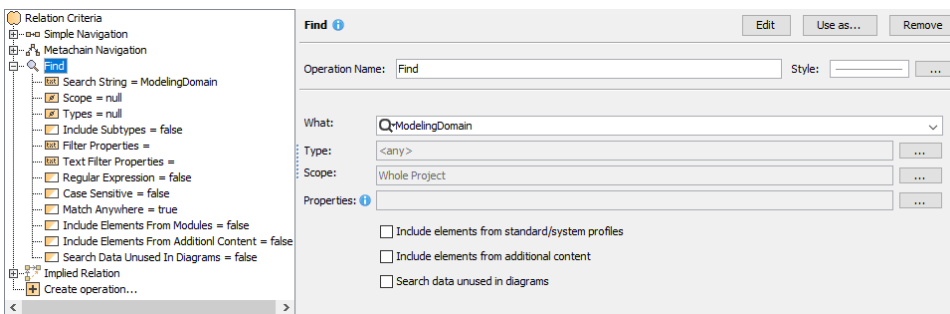 Relation Criteria
Simple Navigation
Metachain Navigation
Find
txt Search String = ModelingDomain
Scope = null
Types = null
Include Subtypes = false
txt Filter Properties =
txt Text Filter Properties =
Regular Expression = false
Case Sensitive = false
Match Anywhere = true
Include Elements From Modules = false
Include Elements From Additionl Content = false
Search Data Unused In Diagrams = false
Implied Relation
Create operation...
Find
Edit
Use as...
Remove
Operation Name: Find
Style: ...
What: ModelingDomain
Type: <any> ...
Scope: Whole Project ...
Properties: ...
Include elements from standard/system profiles
Include elements from additional content
Search data unused in diagrams